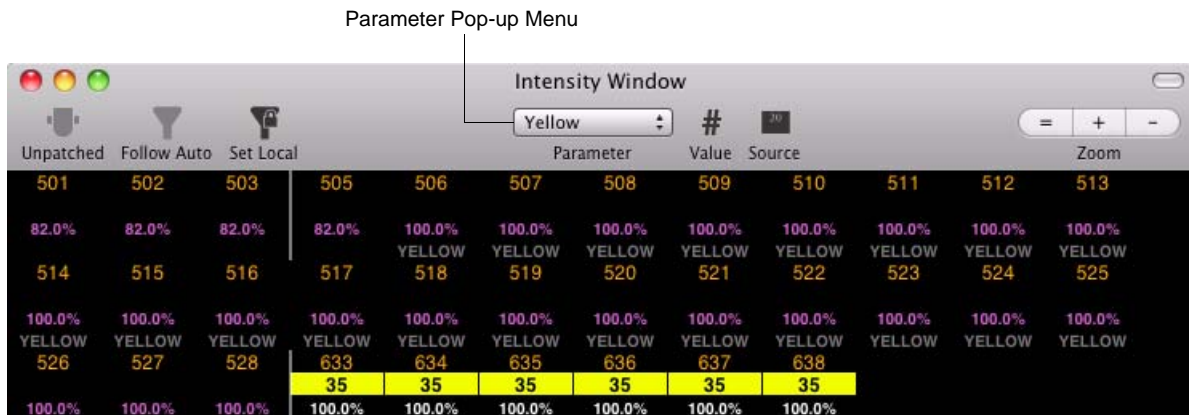 Parameter Pop-up Menu
Intensity Window
Yellow # 20
Unpatched Follow Auto Set Local Parameter Value Source = + - Zoom
501 502 503 505 506 507 508 509 510 511 512 513
82.0% 82.0% 82.0% 82.0% 100.0% 100.0% 100.0% 100.0% 100.0% 100.0% 100.0% 100.0%
YELLOW YELLOW YELLOW YELLOW YELLOW YELLOW YELLOW YELLOW
514 515 516 517 518 519 520 521 522 523 524 525
100.0% 100.0% 100.0% 100.0% 100.0% 100.0% 100.0% 100.0% 100.0% 100.0% 100.0% 100.0%
YELLOW YELLOW YELLOW YELLOW YELLOW YELLOW YELLOW YELLOW YELLOW YELLOW YELLOW YELLOW
526 527 528 633 634 635 636 637 638
35 35 35 35 35 35
100.0% 100.0% 100.0% 100.0% 100.0% 100.0% 100.0% 100.0% 100.0%